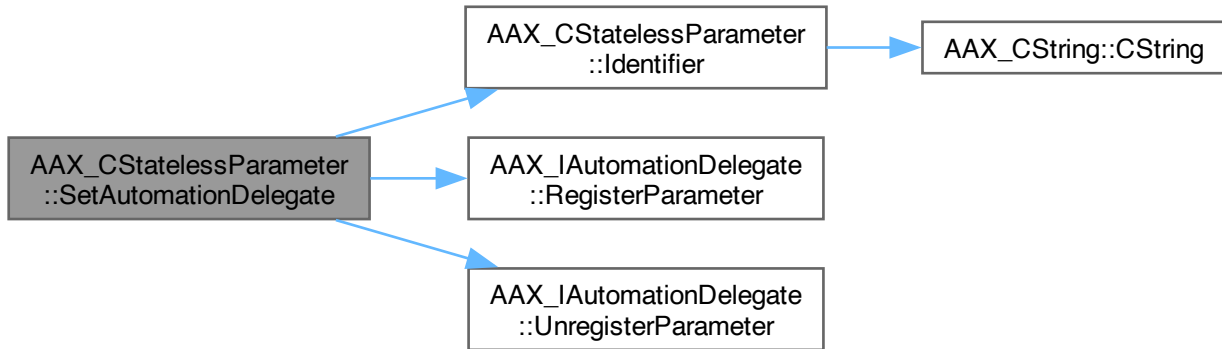 AAX_CStatelessParameter
::SetAutomationDelegate
AAX_CStatelessParameter
::Identifier
AAX_CString::CString
AAX_IAutomationDelegate
::RegisterParameter
AAX_IAutomationDelegate
::UnregisterParameter